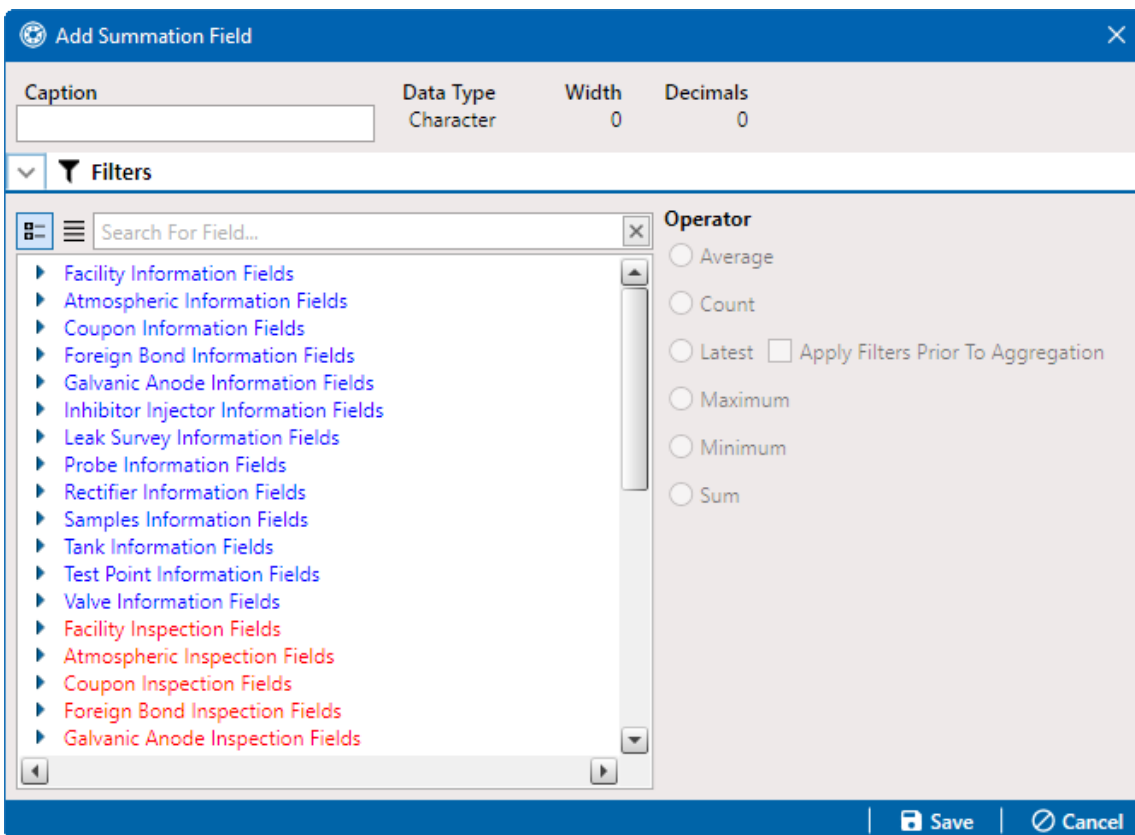 Add Summation Field
Caption Data Type Width Decimals
Character 0 0
Filters
Search For Field... Operator
Average
Facility Information Fields
Atmospheric Information Fields
Count
Coupon Information Fields
Foreign Bond Information Fields
Latest Apply Filters Prior To Aggregation
Galvanic Anode Information Fields
Inhibitor Injector Information Fields
Maximum
Leak Survey Information Fields
Minimum
Probe Information Fields
Rectifier Information Fields
Sum
Samples Information Fields
Tank Information Fields
Test Point Information Fields
Valve Information Fields
Facility Inspection Fields
Atmospheric Inspection Fields
Coupon Inspection Fields
Foreign Bond Inspection Fields
Galvanic Anode Inspection Fields
Save Cancel